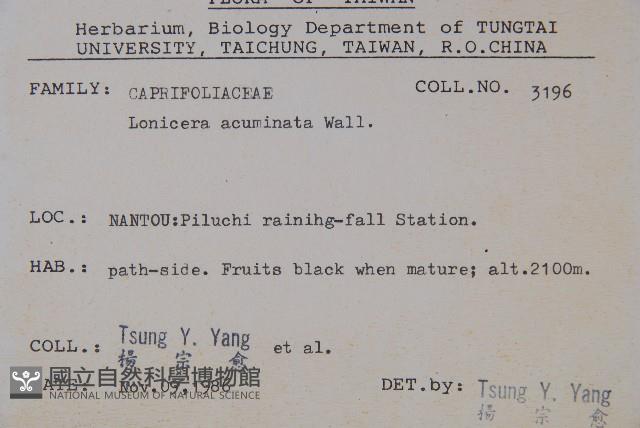 FLORA OF TAIWAN
Herbarium, Biology Department of TUNGTAI
UNIVERSITY, TAICHUNG, TAIWAN, R.O.CHINA
FAMILY: CAPRIFOLIACEAE COLL.NO. 3196
Lonicera acuminata Wall.
LOC.: NANTOU:Piluchi rainihg-fall Station.
HAB.: path-side. Fruits black when mature; alt.2100m.
COLL.: Tsung Y. Yang et al.
楊 宗 愈
DATE: Nov.09,1986
國立自然科學博物館
NATIONAL MUSEUM OF NATURAL SCIENCE
DET.by: Tsung Y. Yang
楊 宗 愈